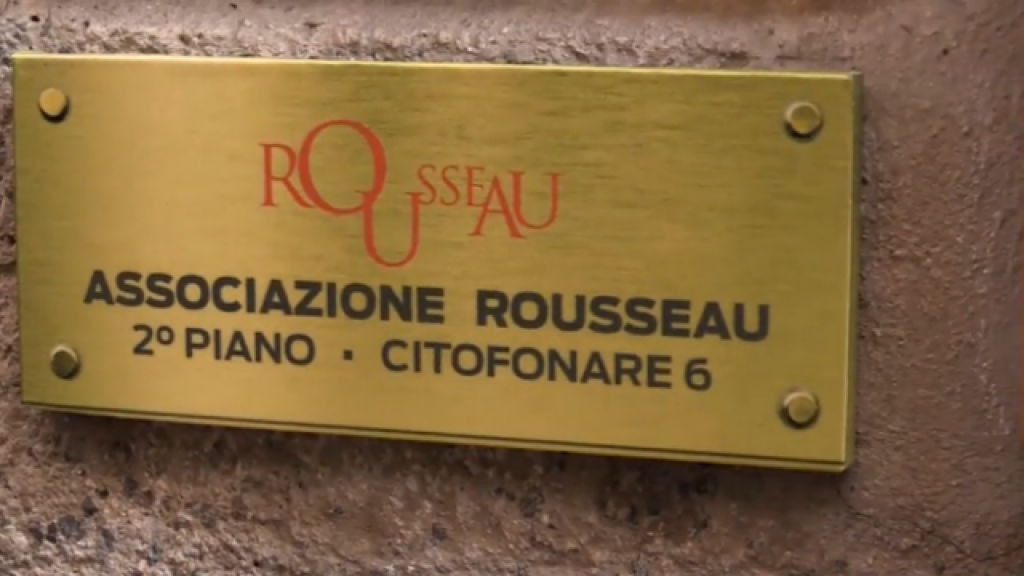 ROUSSEAU
ASSOCIAZIONE ROUSSEAU
2º PIANO · CITOFONARE 6